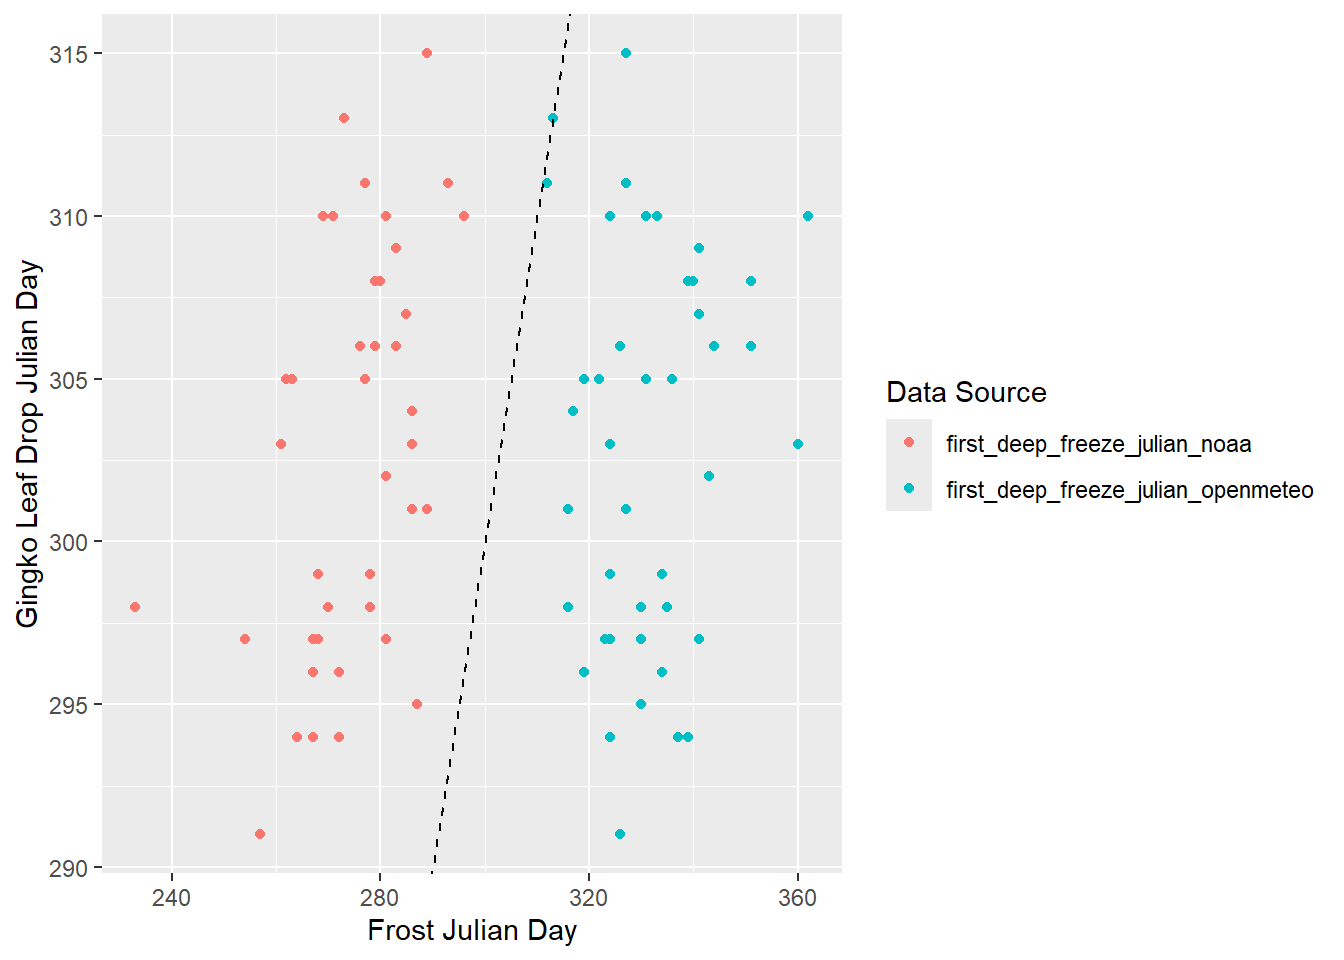 315
310
305
300
295
290
Gingko Leaf Drop Julian Day
240
280
320
360
Frost Julian Day
Data Source
first_deep_freeze_julian_noaa
first_deep_freeze_julian_openmeteo